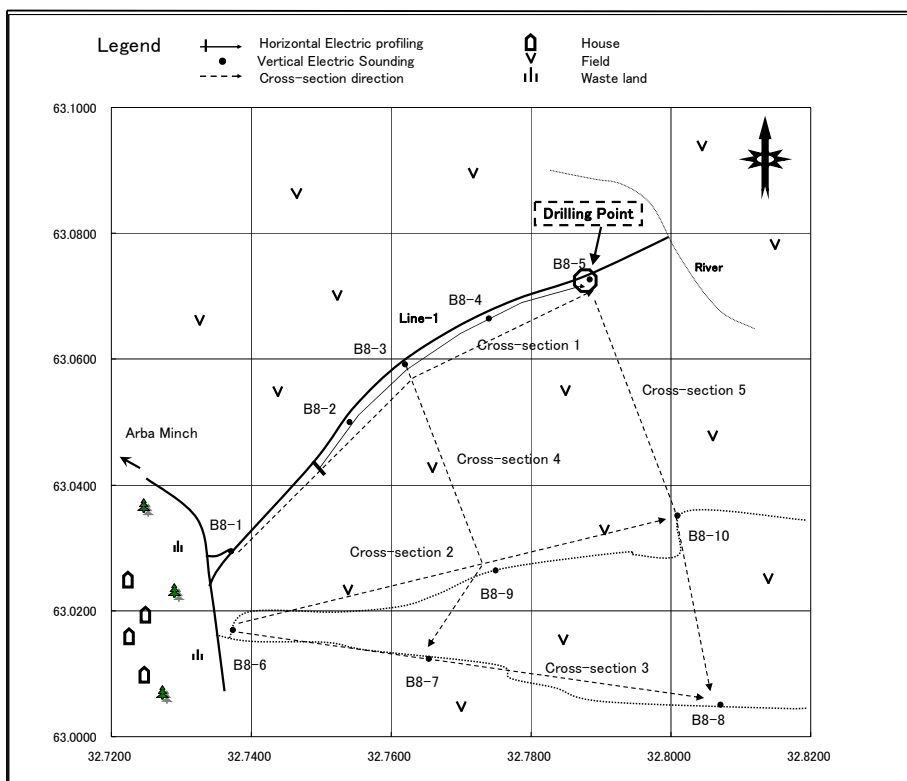 Legend
Horizontal Electric profiling
House
Vertical Electric Sounding
Field
Cross-section direction
Waste land
63.1000
Drilling Point
63.0800
B8-5
River
B8-4
Line-1
B8-3
63.0600
Cross-section 1
Cross-section 5
B8-2
Arba Minch
Cross-section 4
63.0400
B8-1
B8-10
Cross-section 2
B8-9
63.0200
B8-6
Cross-section 3
B8-7
B8-8
63.0000
32.7200 32.7400 32.7600 32.7800 32.8000 32.8200